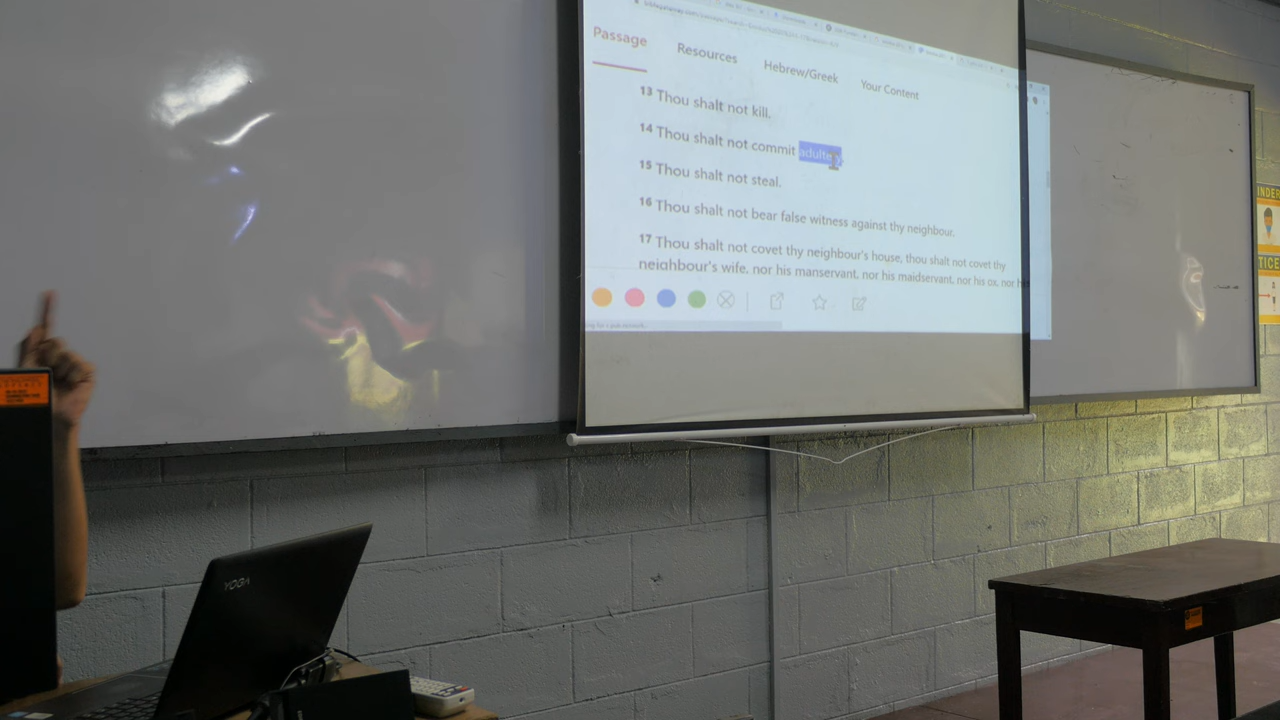 Passage
Resources
Hebrew/Greek
Your Content
13 Thou shalt not kill.
14 Thou shalt not commit adultery.
15 Thou shalt not steal.
16 Thou shalt not bear false witness against thy neighbour.
17 Thou shalt not covet thy neighbour's house, thou shalt not covet thy
neighbour's wife, nor his manservant, nor his maidservant, nor his ox, nor
YOGA